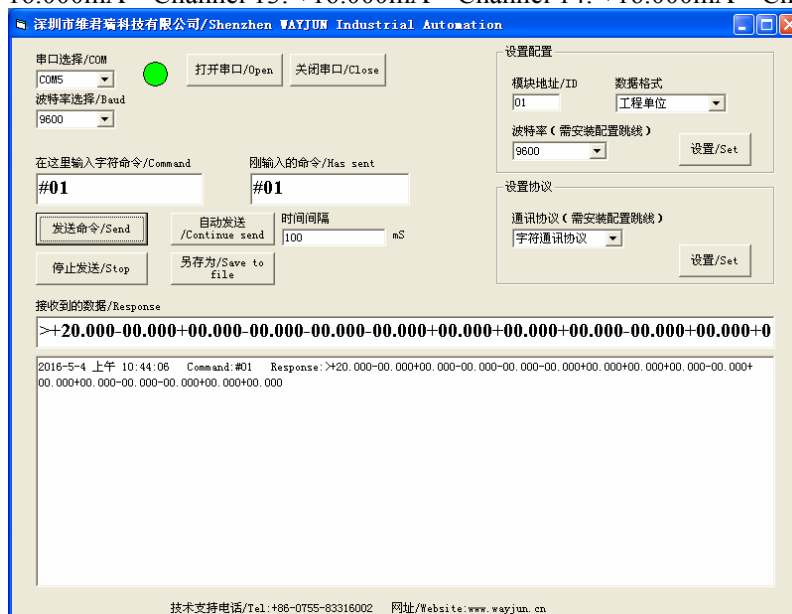 16.000mA Channel 13: +16.000mA Channel 14: +16.000mA
深圳市维君瑞科技有限公司/Shenzhen WAYJUN Industrial Automation
串口选择/COM
COM5
打开串口/Open
关闭串口/Close
波特率选择/Baud
9600
设置配置
模块地址/ID
数据格式
01
工程单位
波特率(需安装配置跳线)
9600
设置/Set
在这里输入字符命令/Command
刚输入的命令/Has sent
#01
#01
发送命令/Send
自动发送
/Continue send
时间间隔
100
mS
停止发送/Stop
另存为/Save to
file
设置协议
通讯协议(需安装配置跳线)
字符通讯协议
设置/Set
接收到的数据/Response
>+20.000-00.000+00.000-00.000-00.000-00.000+00.000+00.000+00.000-00.000+00.000+0
2016-5-4 上午 10:44:06 Command:#01 Response:>+20.000-00.000+00.000-00.000-00.000-00.000+00.000+00.000+00.000-00.000+
00.000+00.000-00.000-00.000+00.000+00.000
技术支持电话/Tel:+86-0755-83316002 网址/Website:www.wayjun.cn